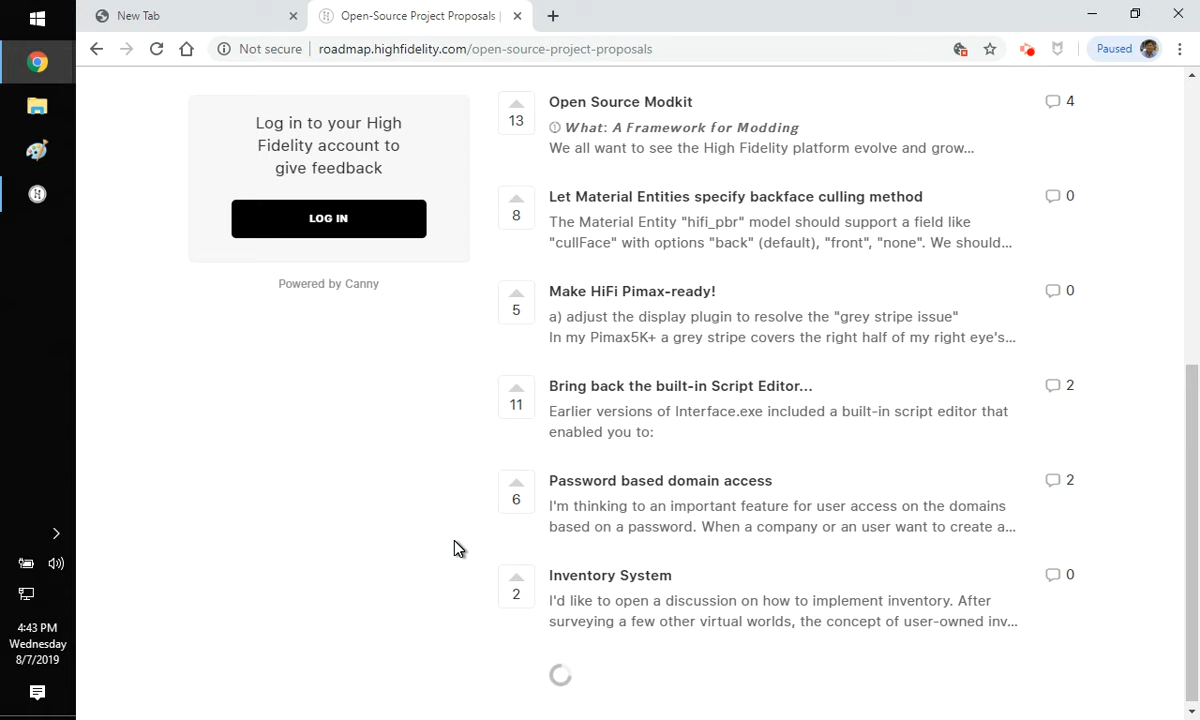 New Tab
Open-Source Project Proposals |
Not secure
roadmap.highfidelity.com/open-source-project-proposals
Paused
Log in to your High
Fidelity account to
give feedback
LOG IN
Powered by Canny
Open Source Modkit
4
13
What: A Framework for Modding
We all want to see the High Fidelity platform evolve and grow...
Let Material Entities specify backface culling method
0
8
The Material Entity "hifi_pbr" model should support a field like
"cullFace" with options "back" (default), "front", "none". We should...
Make HiFi Pimax-ready!
0
5
a) adjust the display plugin to resolve the "grey stripe issue"
In my Pimax5K+ a grey stripe covers the right half of my right eye's...
Bring back the built-in Script Editor...
2
11
Earlier versions of Interface.exe included a built-in script editor that
enabled you to:
Password based domain access
2
6
I'm thinking to an important feature for user access on the domains
based on a password. When a company or an user want to create a...
Inventory System
0
2
I'd like to open a discussion on how to implement inventory. After
surveying a few other virtual worlds, the concept of user-owned inv...
4:43 PM
Wednesday
8/7/2019